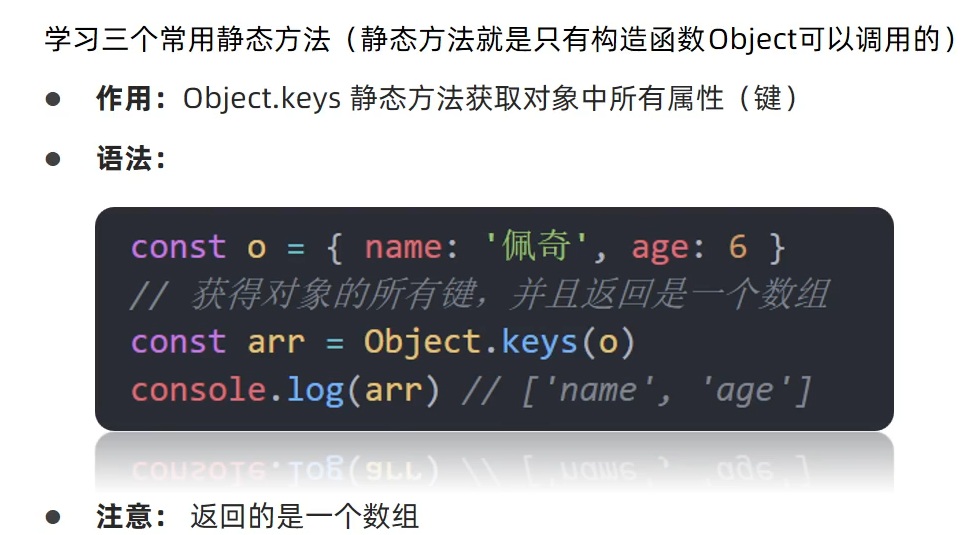 学习三个常用静态方法（静态方法就是只有构造函数Object可以调用的）
● 作用：Object.keys 静态方法获取对象中所有属性（键）
● 语法：
const o = { name: '佩奇', age: 6 }
// 获得对象的所有键，并且返回是一个数组
const arr = Object.keys(o)
console.log(arr) // ['name', 'age']
● 注意： 返回的是一个数组